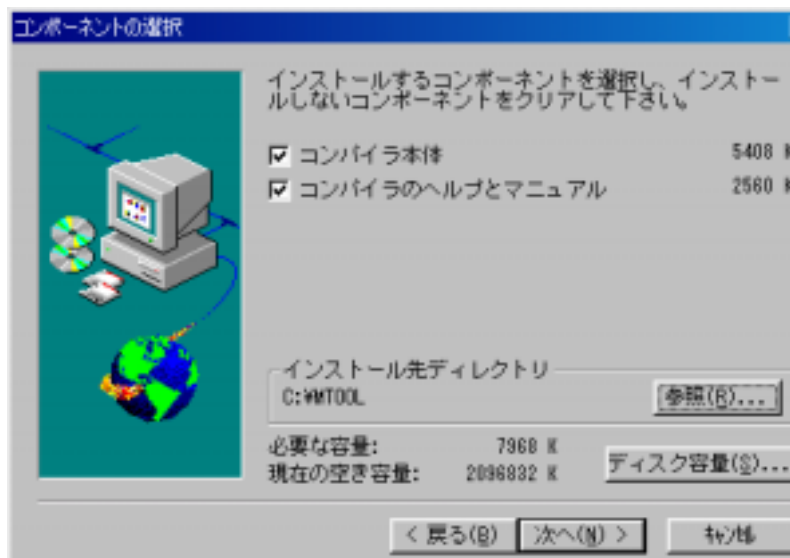 コンポーネントの選択
インストールするコンポーネントを選択し、インストー
ルしないコンポーネントをクリアして下さい。
コンパイラ本体 5408 K
コンパイラのヘルプとマニュアル 2560 K
インストール先ディレクトリ
C:¥MTOOL
参照(R)...
必要な容量: 7968 K
現在の空き容量: 2096832 K
ディスク容量(S)...
< 戻る(B)
次へ(N) >
ｷｬﾝｾﾙ